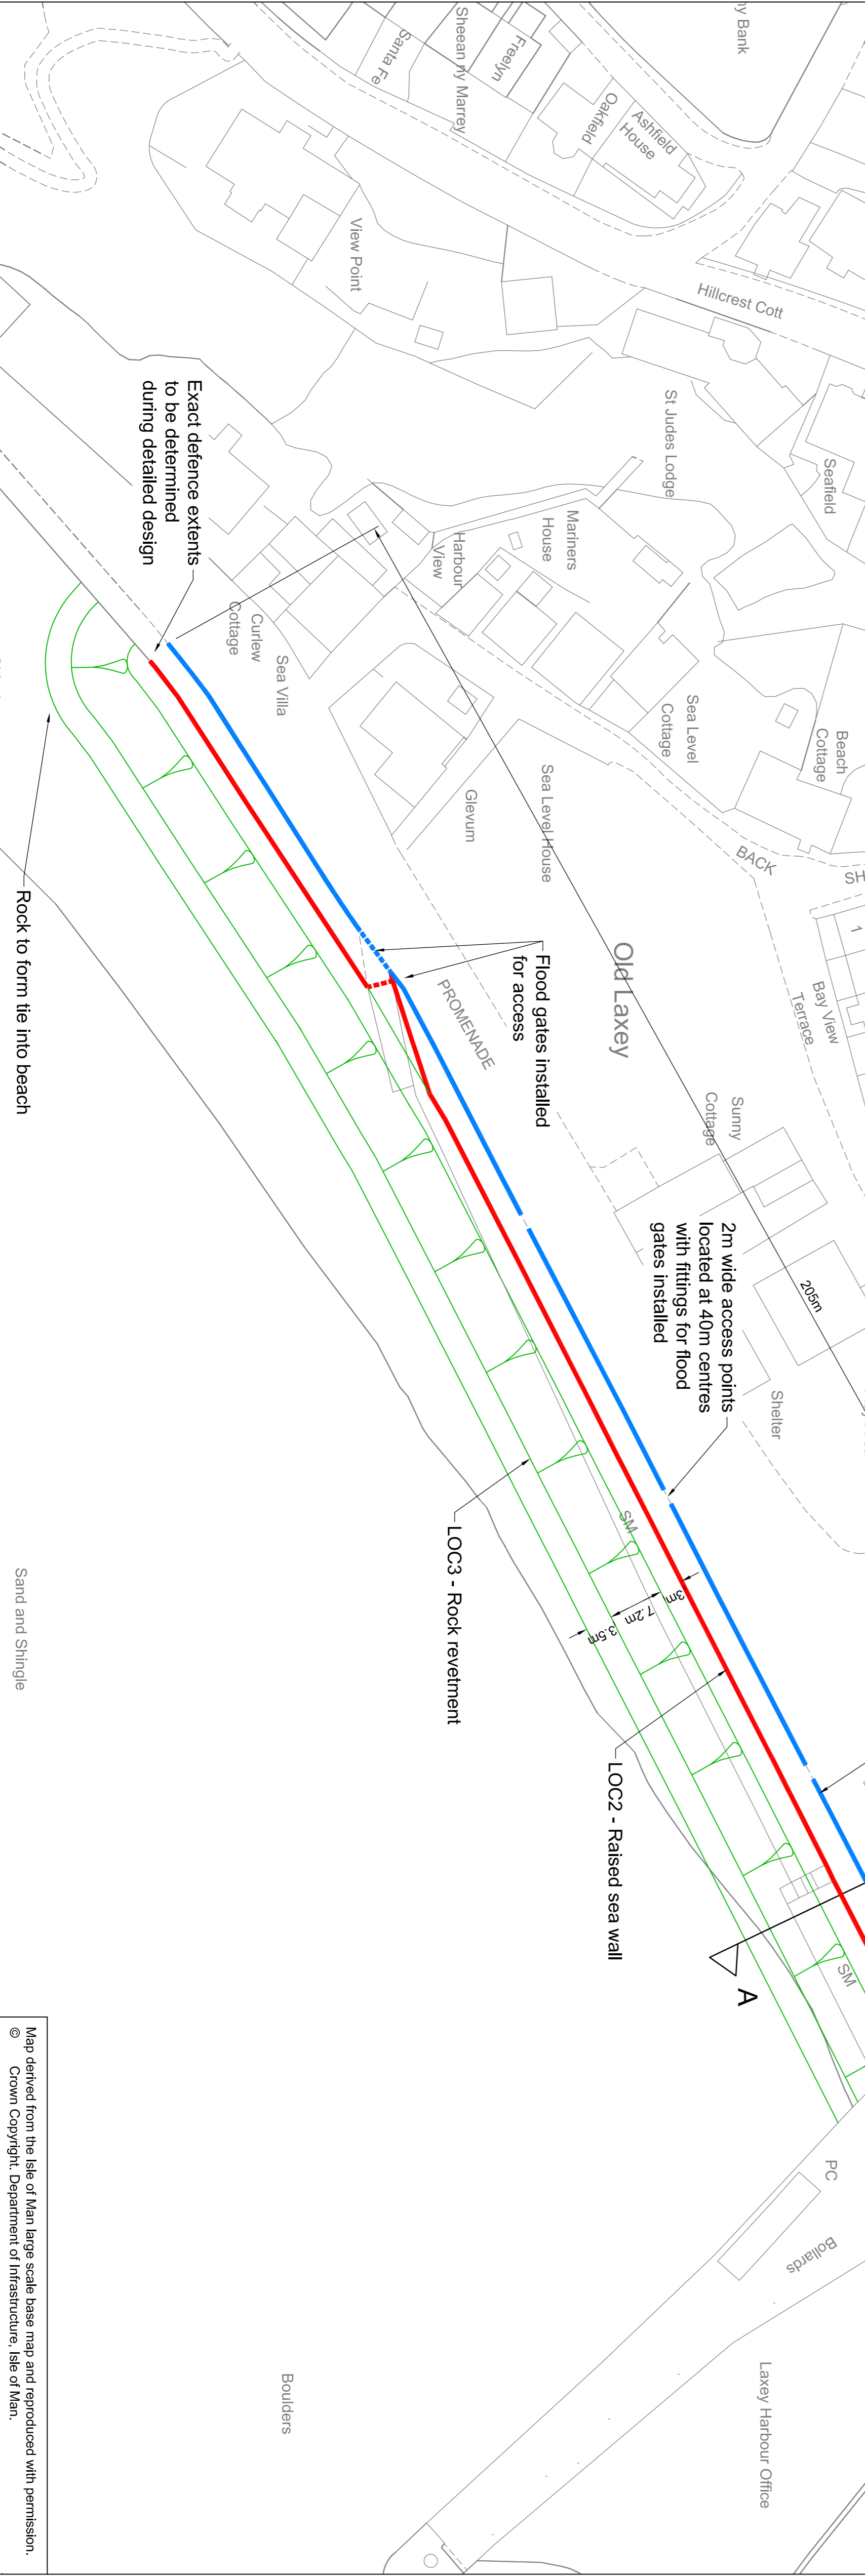 ny Bank
Sheean ny Marrey
Freelyn
Santa Fe
Oakfield
Ashfield
House
View Point
Hillcrest Cott
St Judes Lodge
Seafield
Exact defence extents
to be determined
during detailed design
Mariners
House
Harbour
View
Curlew
Cottage
Sea Villa
Sea Level
Cottage
Beach
Cottage
Glevum
Sea Level House
BACK
SH
1
Bay View
Terrace
Rock to form tie into beach
Old Laxey
Flood gates installed
for access
PROMENADE
Sunny
Cottage
2m wide access points
located at 40m centres
with fittings for flood
gates installed
205m
Shelter
SM
3m
7.2m
3.5m
LOC3 - Rock revetment
LOC2 - Raised sea wall
Sand and Shingle
A
SM
PC
Bollards
Laxey Harbour Office
Boulders
Map derived from the Isle of Man large scale base map and reproduced with permission.
© Crown Copyright. Department of Infrastructure, Isle of Man.